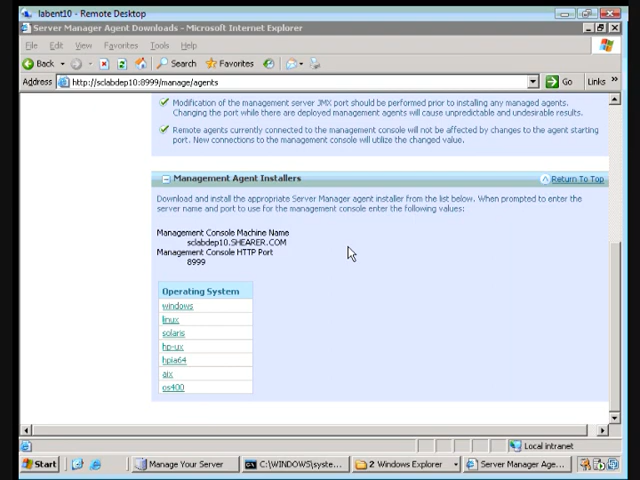 labent10 - Remote Desktop
Server Manager Agent Downloads - Microsoft Internet Explorer
File Edit View Favorites Tools Help
Back Search Favorites
Address http://sclabdep10:8999/manage/agents Go Links »
Modification of the management server JMX port should be performed prior to installing any managed agents.
Changing the port while there are deployed management agents will cause unpredictable and undesirable results.
Remote agents currently connected to the management console will not be affected by changes to the agent starting
port. New connections to the management console will utilize the changed value.
Management Agent Installers Return To Top
Download and install the appropriate Server Manager agent installer from the list below. When prompted to enter the
server name and port to use for the management console enter the following values:
Management Console Machine Name
sclabdep10.SHEARER.COM
Management Console HTTP Port
8999
Operating System
windows
linux
solaris
hp-ux
hpia64
aix
os400
Local intranet
Start Manage Your Server C:\WINDOWS\syste... 2 Windows Explorer Server Manager Age...